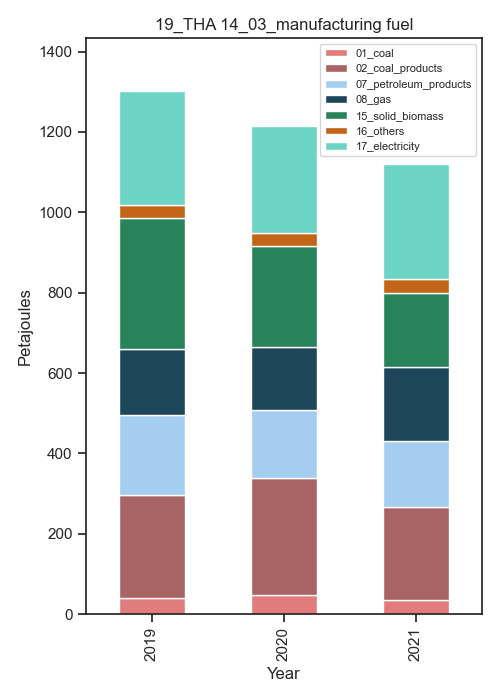 19_THA 14_03_manufacturing fuel
01_coal
02_coal_products
07_petroleum_products
08_gas
15_solid_biomass
16_others
17_electricity
1400
1200
1000
800
600
400
200
0
Petajoules
2019
2020
2021
Year